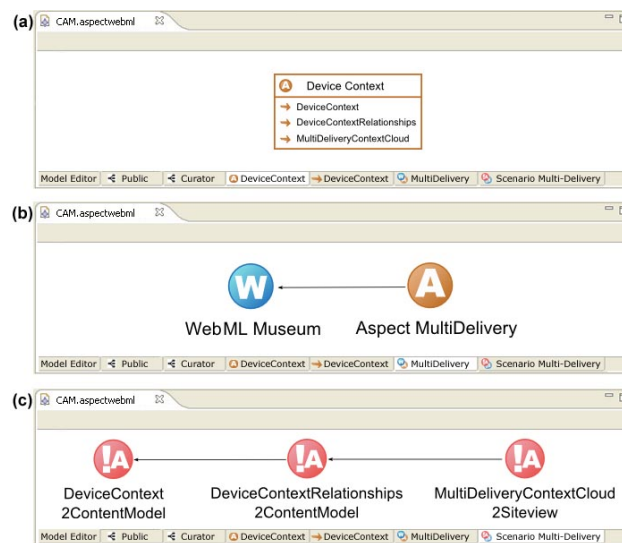 (a)
CAM.aspectwebml
A Device Context
DeviceContext
DeviceContextRelationships
MultiDeliveryContextCloud
Model Editor Public Curator DeviceContext DeviceContext MultiDelivery Scenario Multi-Delivery
(b)
CAM.aspectwebml
W A
WebML Museum Aspect MultiDelivery
Model Editor Public Curator DeviceContext DeviceContext MultiDelivery Scenario Multi-Delivery
(c)
CAM.aspectwebml
!A !A !A
DeviceContext DeviceContextRelationships MultiDeliveryContextCloud
2ContentModel 2ContentModel 2Siteview
Model Editor Public Curator DeviceContext DeviceContext MultiDelivery Scenario Multi-Delivery